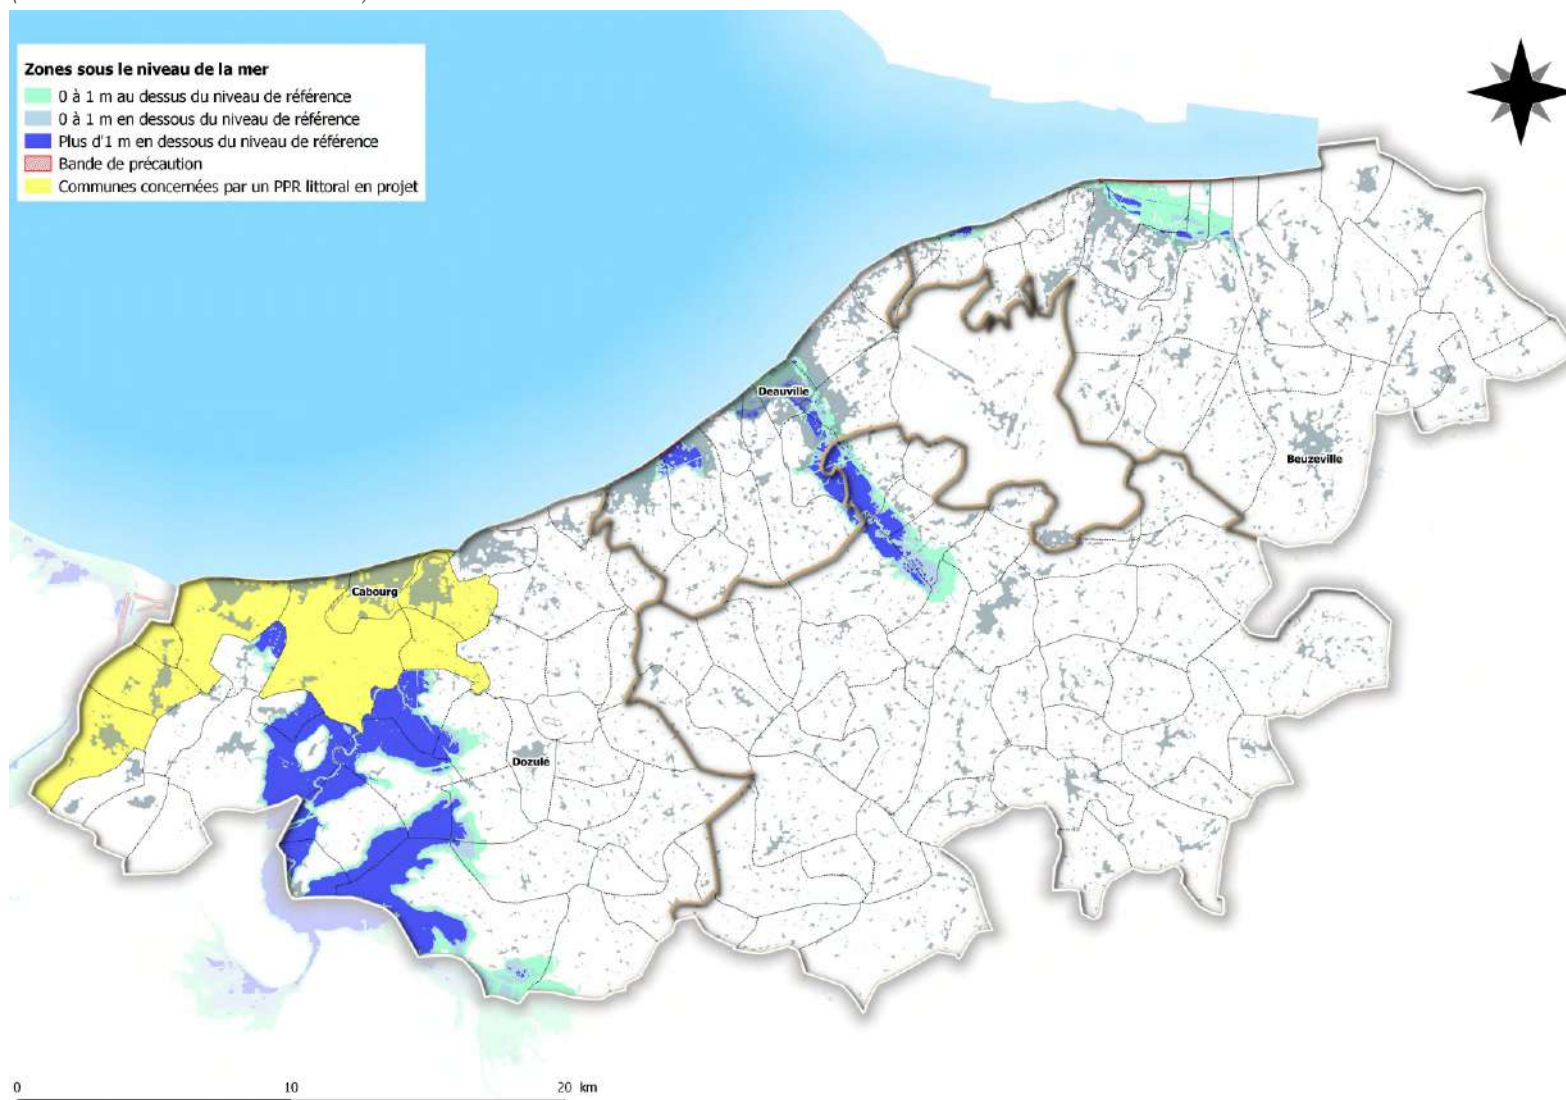 Zones sous le niveau de la mer
0 à 1 m au dessus du niveau de référence
0 à 1 m en dessous du niveau de référence
Plus d'1 m en dessous du niveau de référence
Bande de précaution
Communes concernées par un PPR littoral en projet
Deauville
Beuzeville
Cabourg
Dozulé
0 10 20 km